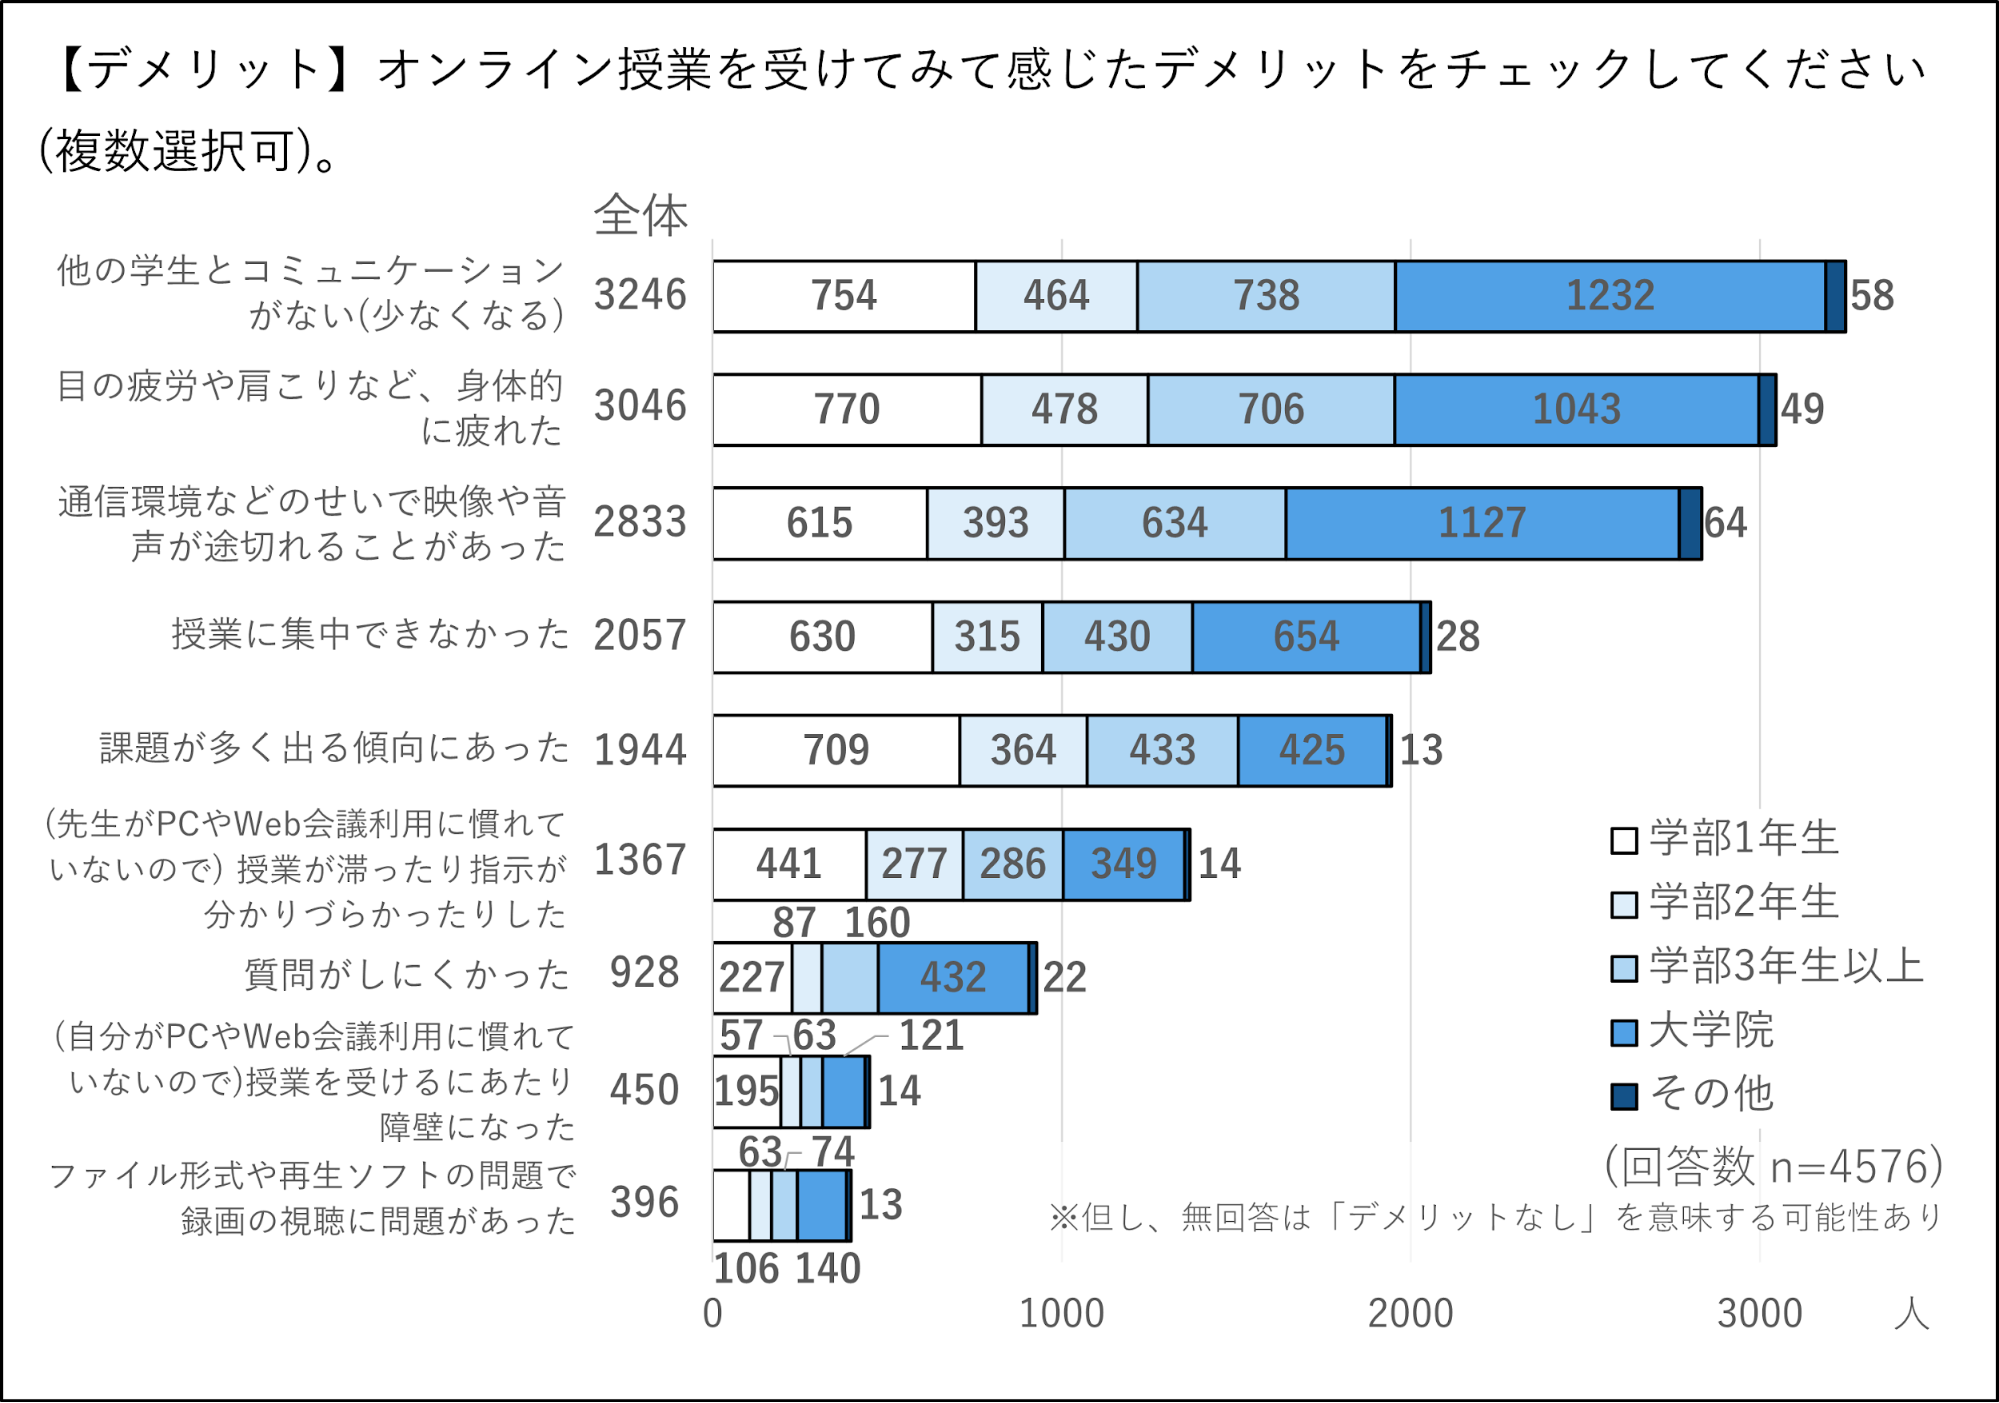 【デメリット】オンライン授業を受けてみて感じたデメリットをチェックしてください
(複数選択可)。
全体
他の学生とコミュニケーション
がない(少なくなる)
3246
754
464
738
1232
58
目の疲労や肩こりなど、身体的
に疲れた
3046
770
478
706
1043
49
通信環境などのせいで映像や音
声が途切れることがあった
2833
615
393
634
1127
64
授業に集中できなかった
2057
630
315
430
654
28
課題が多く出る傾向にあった
1944
709
364
433
425
13
(先生がPCやWeb会議利用に慣れて
いないので) 授業が滞ったり指示が
分かりづらかったりした
1367
441
277
286
349
14
質問がしにくかった
928
227
87
160
432
22
(自分がPCやWeb会議利用に慣れて
いないので)授業を受けるにあたり
障壁になった
450
195
57
63
121
14
ファイル形式や再生ソフトの問題で
録画の視聴に問題があった
396
106
63
74
140
13
学部1年生
学部2年生
学部3年生以上
大学院
その他
(回答数 n=4576)
※但し、無回答は「デメリットなし」を意味する可能性あり
0
1000
2000
3000
人